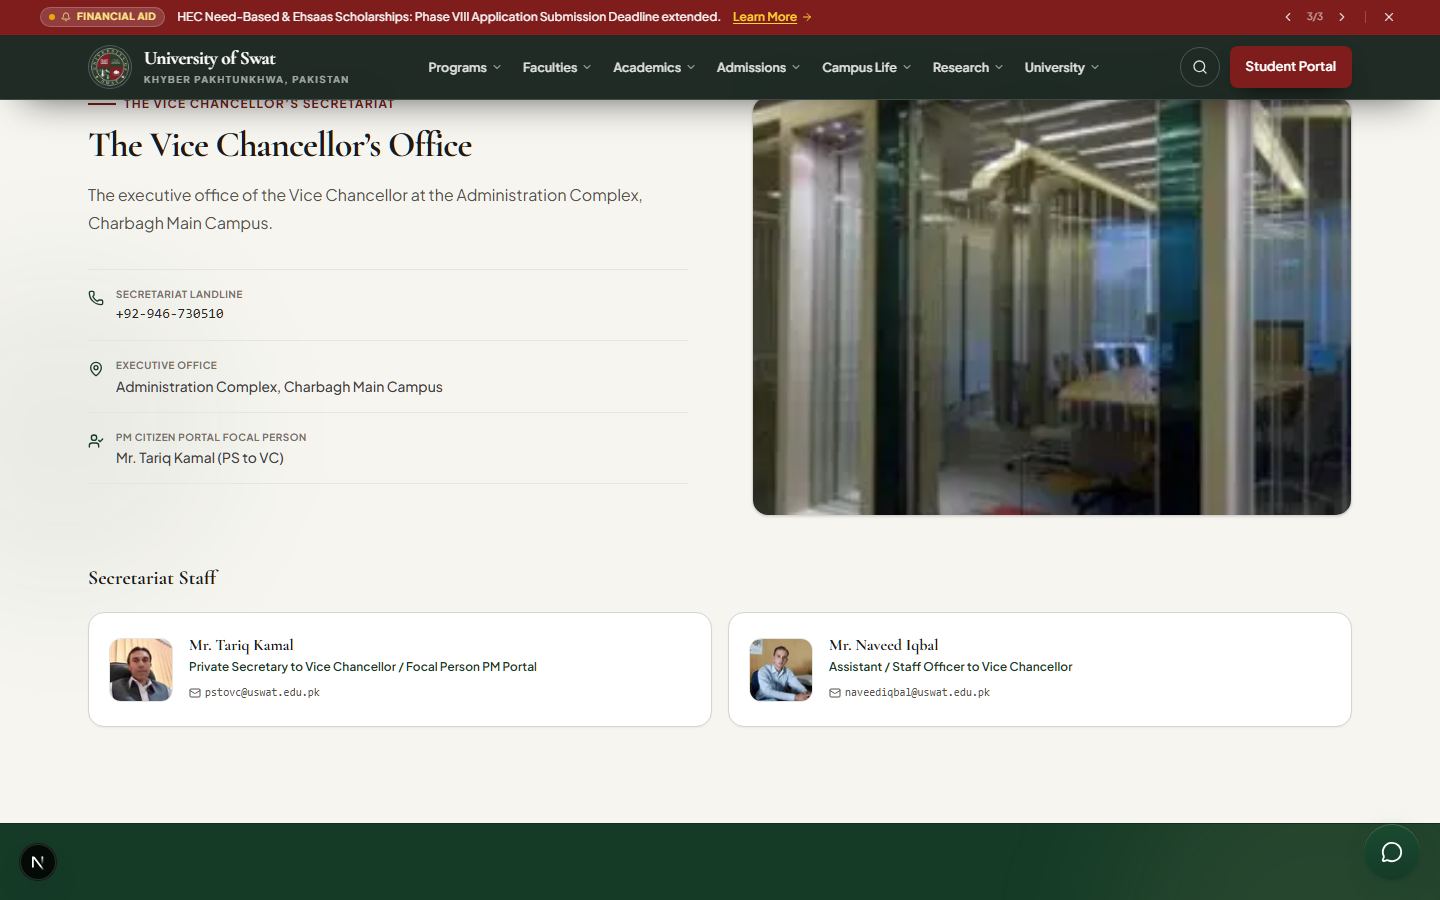 FINANCIAL AID
HEC Need-Based & Ehsaas Scholarships: Phase VIII Application Submission Deadline extended.
Learn More
3/3
University of Swat
KHYBER PAKHTUNKHWA, PAKISTAN
Programs
Faculties
Academics
Admissions
Campus Life
Research
University
Student Portal
THE VICE CHANCELLOR'S SECRETARIAT
The Vice Chancellor's Office
The executive office of the Vice Chancellor at the Administration Complex,
Charbagh Main Campus.
SECRETARIAT LANDLINE
+92-946-730510
EXECUTIVE OFFICE
Administration Complex, Charbagh Main Campus
PM CITIZEN PORTAL FOCAL PERSON
Mr. Tariq Kamal (PS to VC)
Secretariat Staff
Mr. Tariq Kamal
Private Secretary to Vice Chancellor / Focal Person PM Portal
pstovc@uswat.edu.pk
Mr. Naveed Iqbal
Assistant / Staff Officer to Vice Chancellor
naveediqbal@uswat.edu.pk
N